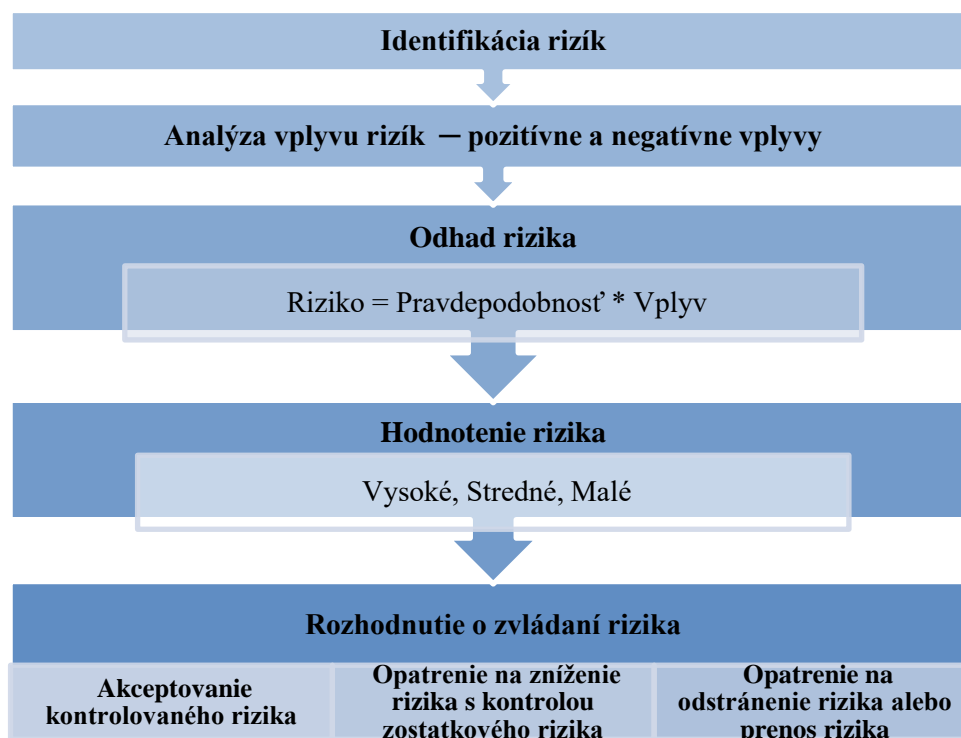 Identifikácia rizík
Analýza vplyvu rizík — pozitívne a negatívne vplyvy
Odhad rizika
Riziko = Pravdepodobnosť * Vplyv
Hodnotenie rizika
Vysoké, Stredné, Malé
Rozhodnutie o zvládaní rizika
Akceptovanie
kontrolovaného rizika
Opatrenie na zníženie
rizika s kontrolou
zostatkového rizika
Opatrenie na
odstránenie rizika alebo
prenos rizika